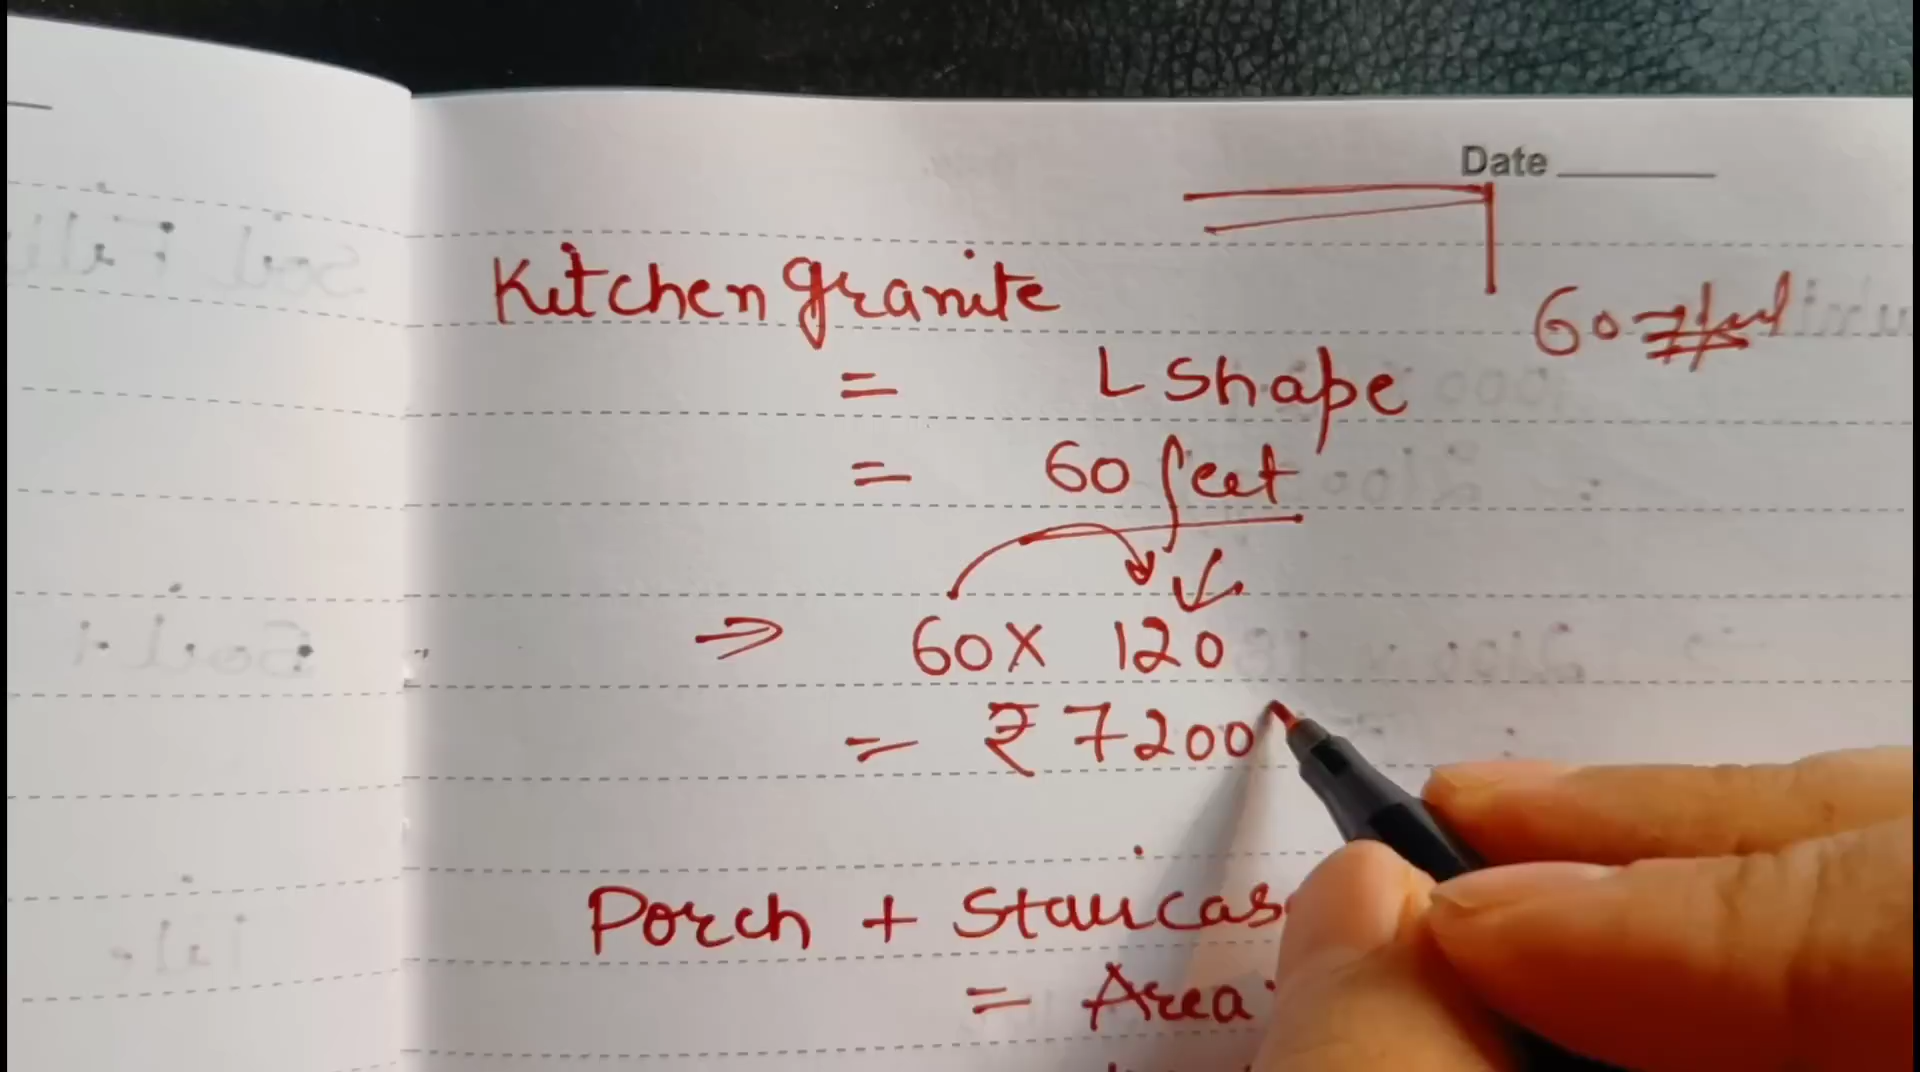 Date
Kitchen granite
= L Shape
= 60 feet
⇒ 60 x 120
= ₹ 7200
Porch + Staircas
= Area
60